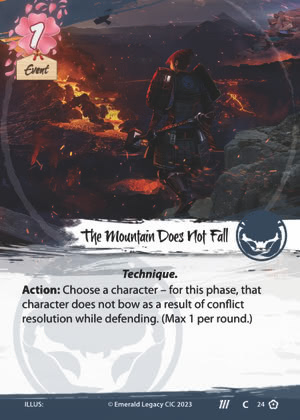 1
Event
The Mountain Does Not Fall
Technique.
Action: Choose a character – for this phase, that
character does not bow as a result of conflict
resolution while defending. (Max 1 per round.)
ILLUS: © Emerald Legacy CIC 2023 C 24